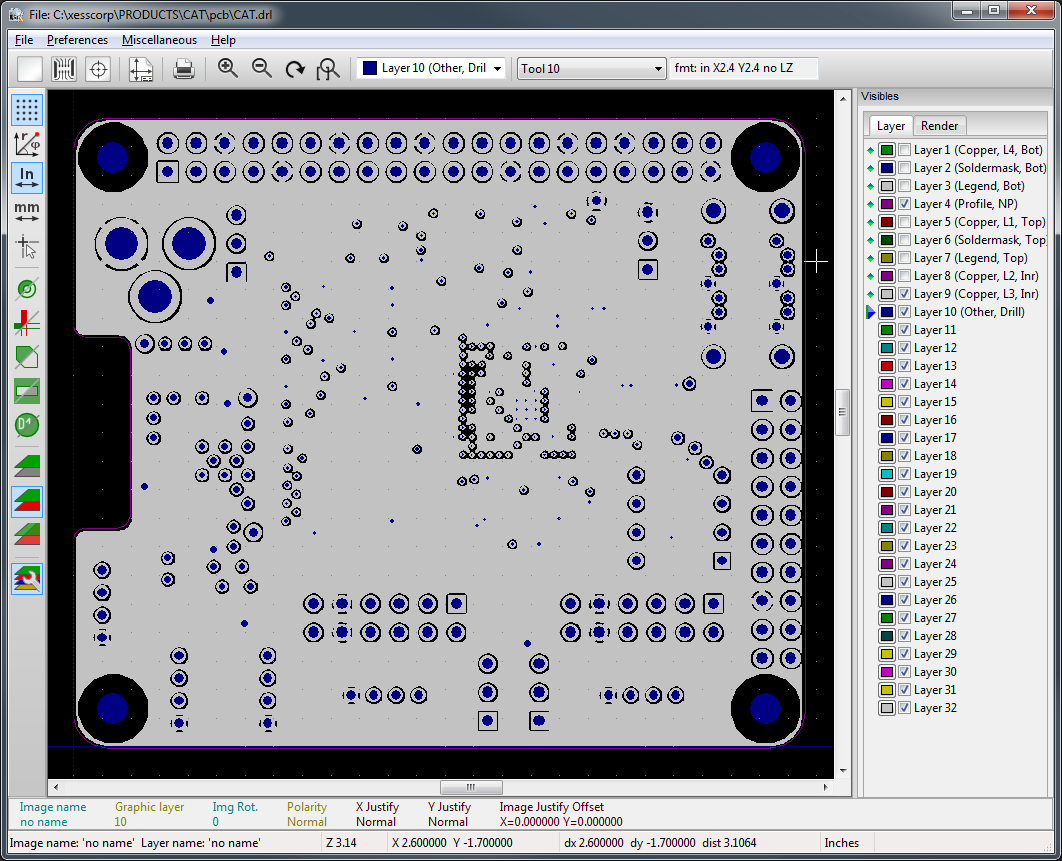 File: C:\xesscorp\PRODUCTS\CAT\pcb\CAT.drl
File Preferences Miscellaneous Help
Layer 10 (Other, Dril
Tool 10
fmt: in X2.4 Y2.4 no LZ
Visibles
Layer Render
Layer 1 (Copper, L4, Bot)
Layer 2 (Soldermask, Bot)
Layer 3 (Legend, Bot)
Layer 4 (Profile, NP)
Layer 5 (Copper, L1, Top)
Layer 6 (Soldermask, Top)
Layer 7 (Legend, Top)
Layer 8 (Copper, L2, Inr)
Layer 9 (Copper, L3, Inr)
Layer 10 (Other, Drill)
Layer 11
Layer 12
Layer 13
Layer 14
Layer 15
Layer 16
Layer 17
Layer 18
Layer 19
Layer 20
Layer 21
Layer 22
Layer 23
Layer 24
Layer 25
Layer 26
Layer 27
Layer 28
Layer 29
Layer 30
Layer 31
Layer 32
In
mm
Image name Graphic layer Img Rot. Polarity X Justify Y Justify Image Justify Offset
no name 10 0 Normal Normal Normal X=0.000000 Y=0.000000
Image name: 'no name' Layer name: 'no name' Z 3.14 X 2.600000 Y -1.700000 dx 2.600000 dy -1.700000 dist 3.1064 Inches